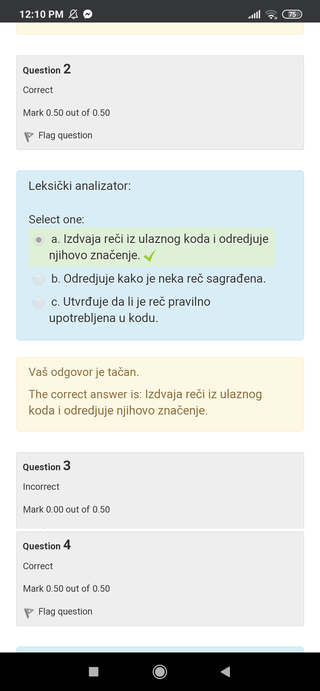 12:10 PM
75
Question 2
Correct
Mark 0.50 out of 0.50
Flag question
Leksički analizator:
Select one:
a. Izdvaja reči iz ulaznog koda i odredjuje
njihovo značenje.
b. Odredjuje kako je neka reč sagrađena.
c. Utvrđuje da li je reč pravilno
upotrebljena u kodu.
Vaš odgovor je tačan.
The correct answer is: Izdvaja reči iz ulaznog
koda i odredjuje njihovo značenje.
Question 3
Incorrect
Mark 0.00 out of 0.50
Question 4
Correct
Mark 0.50 out of 0.50
Flag question